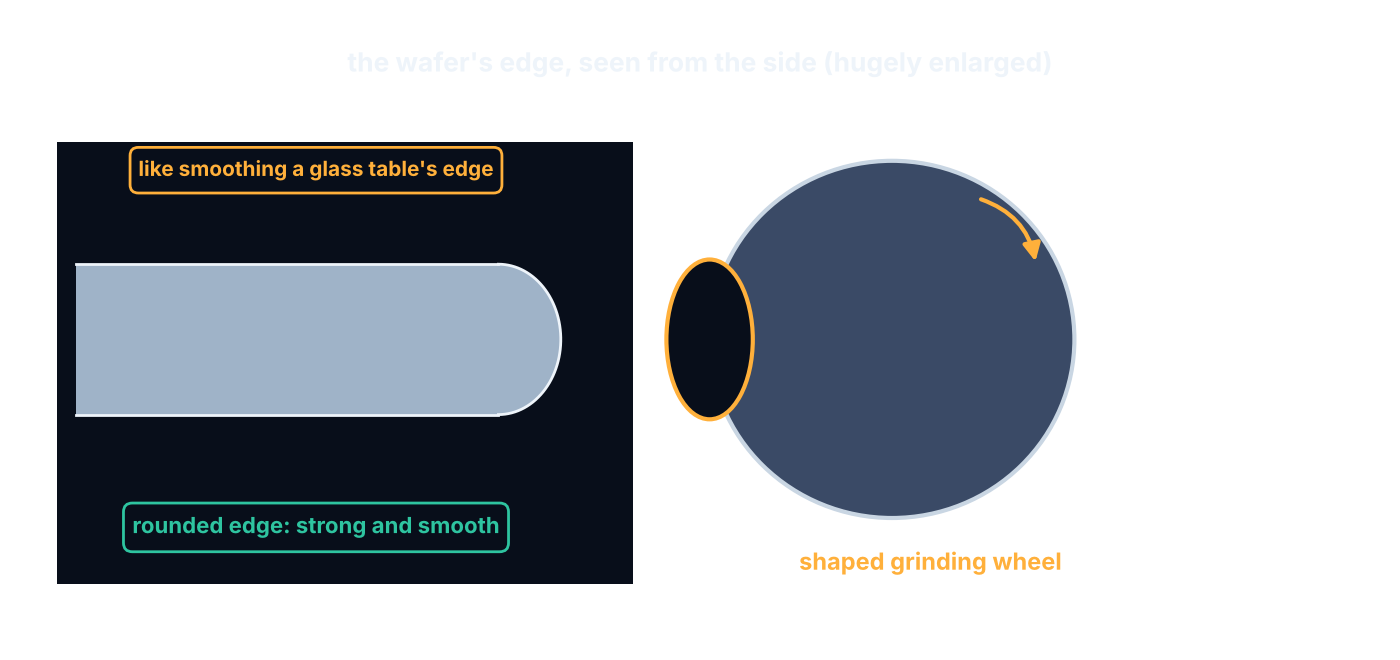 the wafer's edge, seen from the side (hugely enlarged)
like smoothing a glass table's edge
rounded edge: strong and smooth
shaped grinding wheel